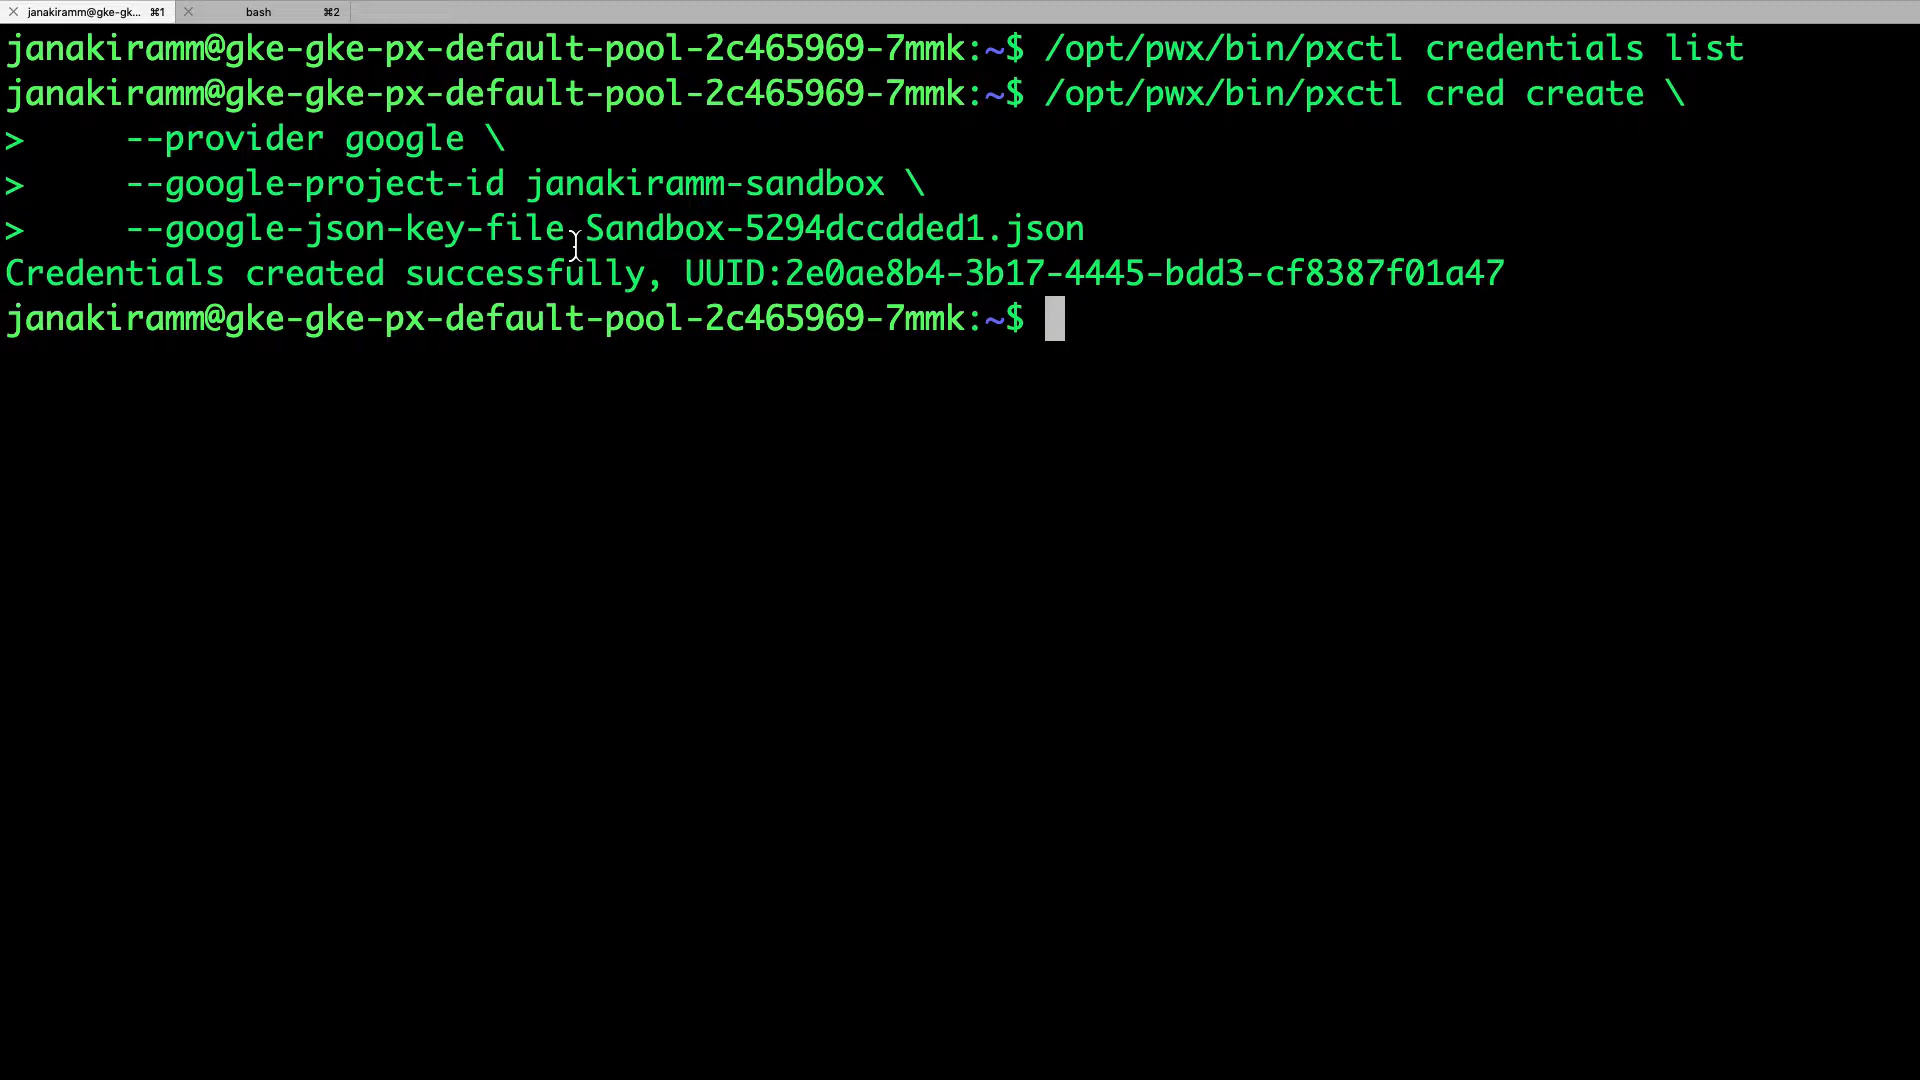 janakiramm@gke-gk... ⌘1 bash ⌘2
janakiramm@gke-gke-px-default-pool-2c465969-7mmk:~$ /opt/pwx/bin/pxctl credentials list
janakiramm@gke-gke-px-default-pool-2c465969-7mmk:~$ /opt/pwx/bin/pxctl cred create \
>     --provider google \
>     --google-project-id janakiramm-sandbox \
>     --google-json-key-file Sandbox-5294dccdded1.json
Credentials created successfully, UUID:2e0ae8b4-3b17-4445-bdd3-cf8387f01a47
janakiramm@gke-gke-px-default-pool-2c465969-7mmk:~$